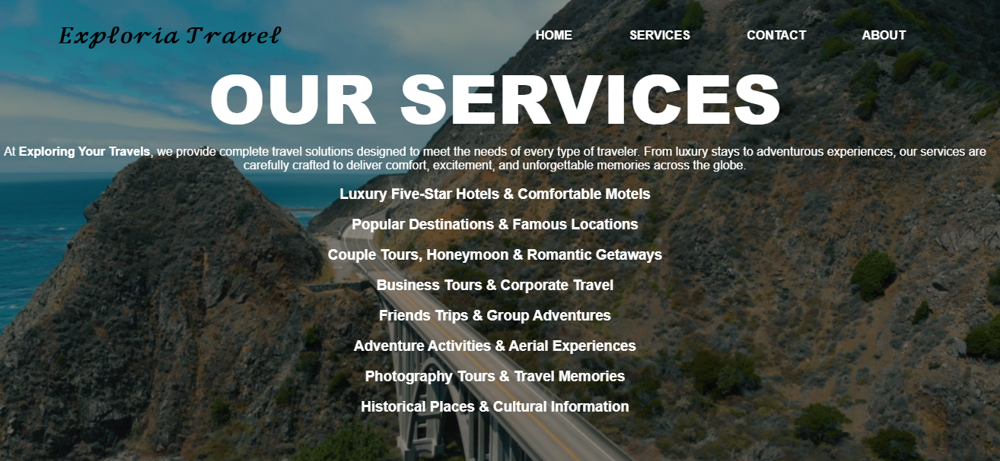 Exploria Travel
HOME SERVICES CONTACT ABOUT
OUR SERVICES
At Exploring Your Travels, we provide complete travel solutions designed to meet the needs of every type of traveler. From luxury stays to adventurous experiences, our services are
carefully crafted to deliver comfort, excitement, and unforgettable memories across the globe.
Luxury Five-Star Hotels & Comfortable Motels
Popular Destinations & Famous Locations
Couple Tours, Honeymoon & Romantic Getaways
Business Tours & Corporate Travel
Friends Trips & Group Adventures
Adventure Activities & Aerial Experiences
Photography Tours & Travel Memories
Historical Places & Cultural Information